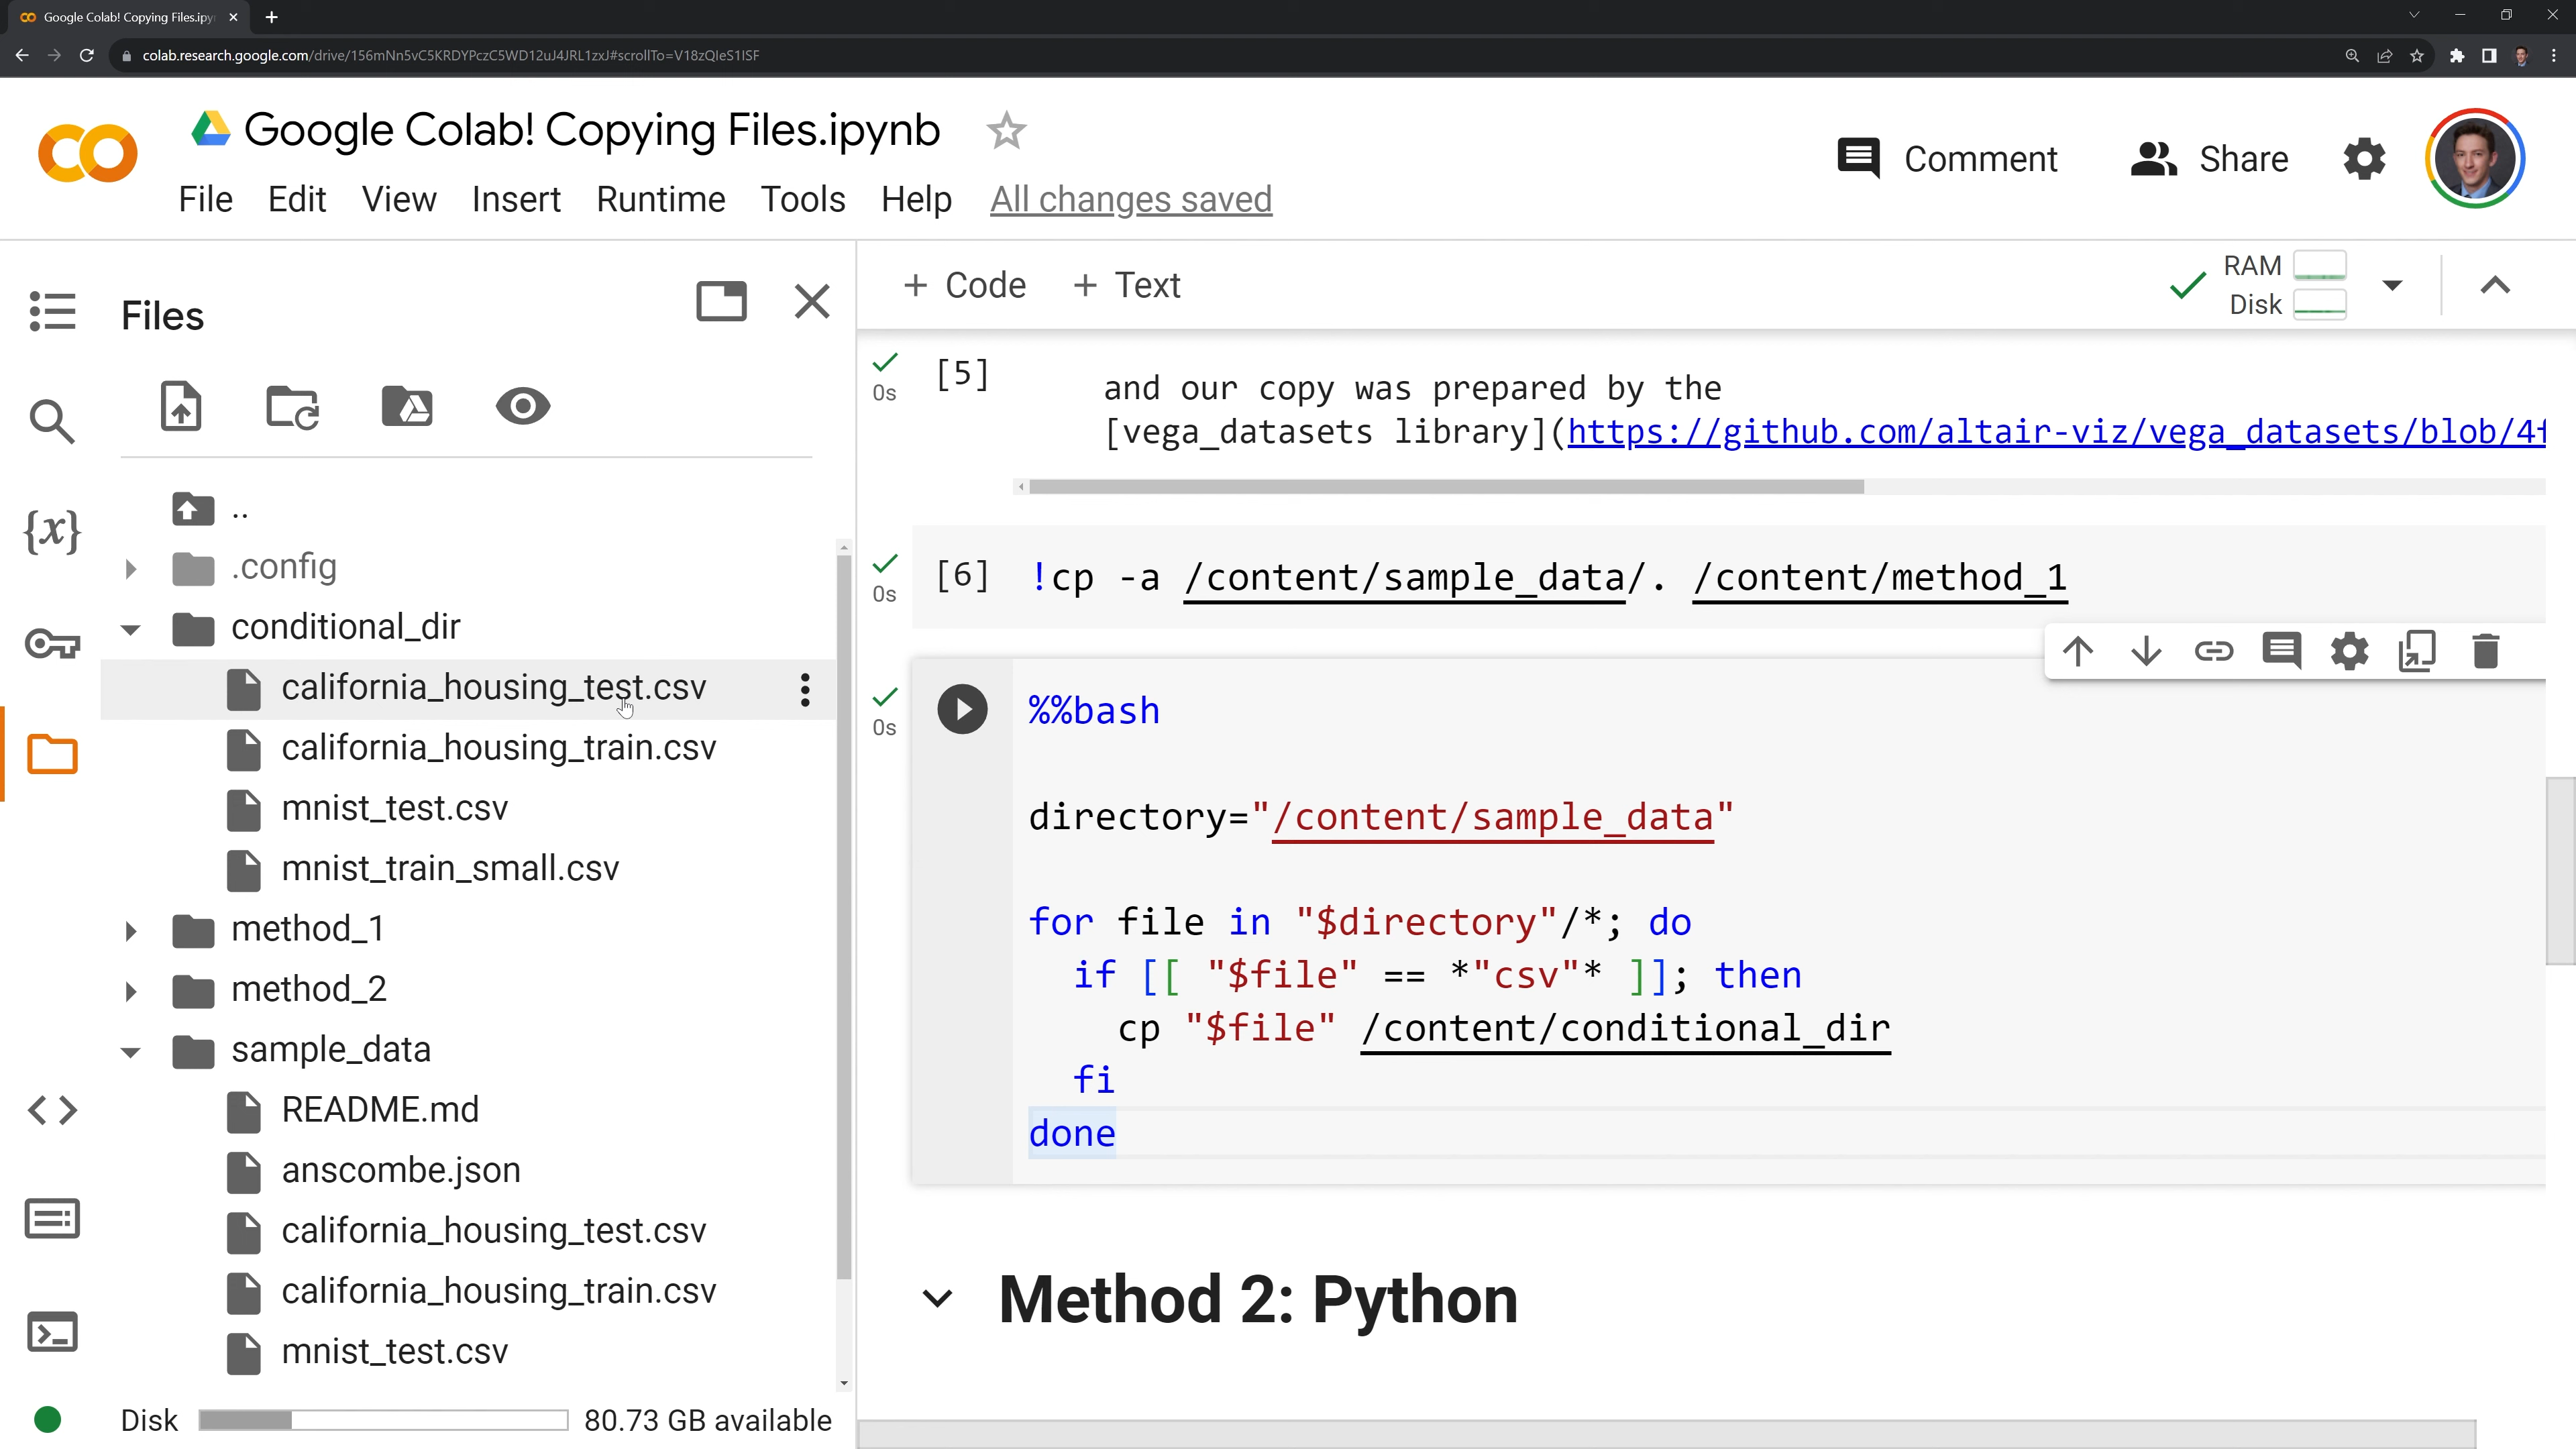 Google Colab! Copying Files.ipy
colab.research.google.com/drive/156mNn5vC5KRDYPczC5WD12uJ4JRL1zxJ#scrollTo=V18zQIeS1ISF
Google Colab! Copying Files.ipynb
Comment
Share
File Edit View Insert Runtime Tools Help All changes saved
Files
+ Code + Text
RAM
Disk
..
.config
conditional_dir
california_housing_test.csv
california_housing_train.csv
mnist_test.csv
mnist_train_small.csv
method_1
method_2
sample_data
README.md
anscombe.json
california_housing_test.csv
california_housing_train.csv
mnist_test.csv
Disk 80.73 GB available
{x}
0s
[5]
and our copy was prepared by the
[vega_datasets library](https://github.com/altair-viz/vega_datasets/blob/4f
0s
[6] !cp -a /content/sample_data/. /content/method_1
0s
%%bash
directory="/content/sample_data"
for file in "$directory"/*; do
if [[ "$file" == *"csv"* ]]; then
cp "$file" /content/conditional_dir
fi
done
Method 2: Python